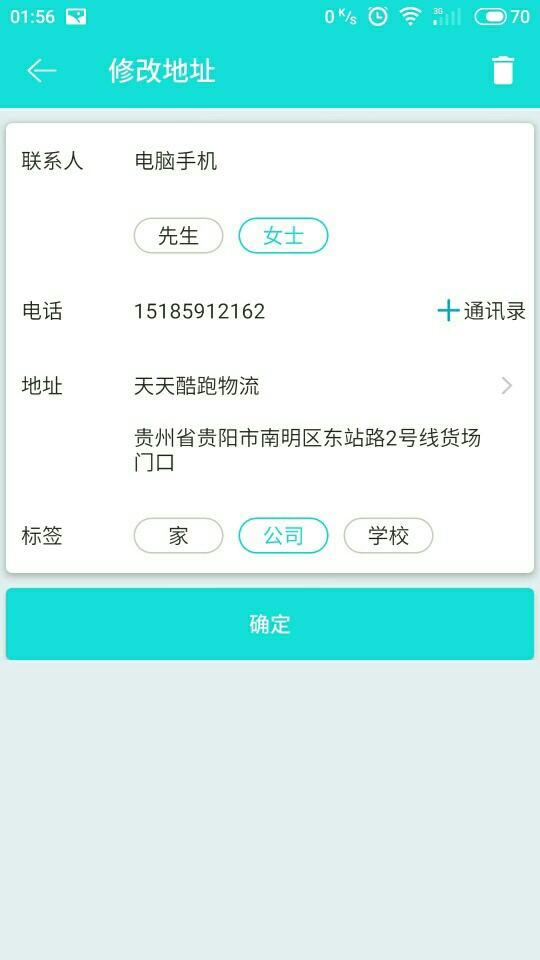 01:56 0 K/s 3G 70
修改地址
联系人 电脑手机
先生 女士
电话 15185912162 通讯录
地址 天天酷跑物流
贵州省贵阳市南明区东站路2号线货场
门口
标签 家 公司 学校
确定